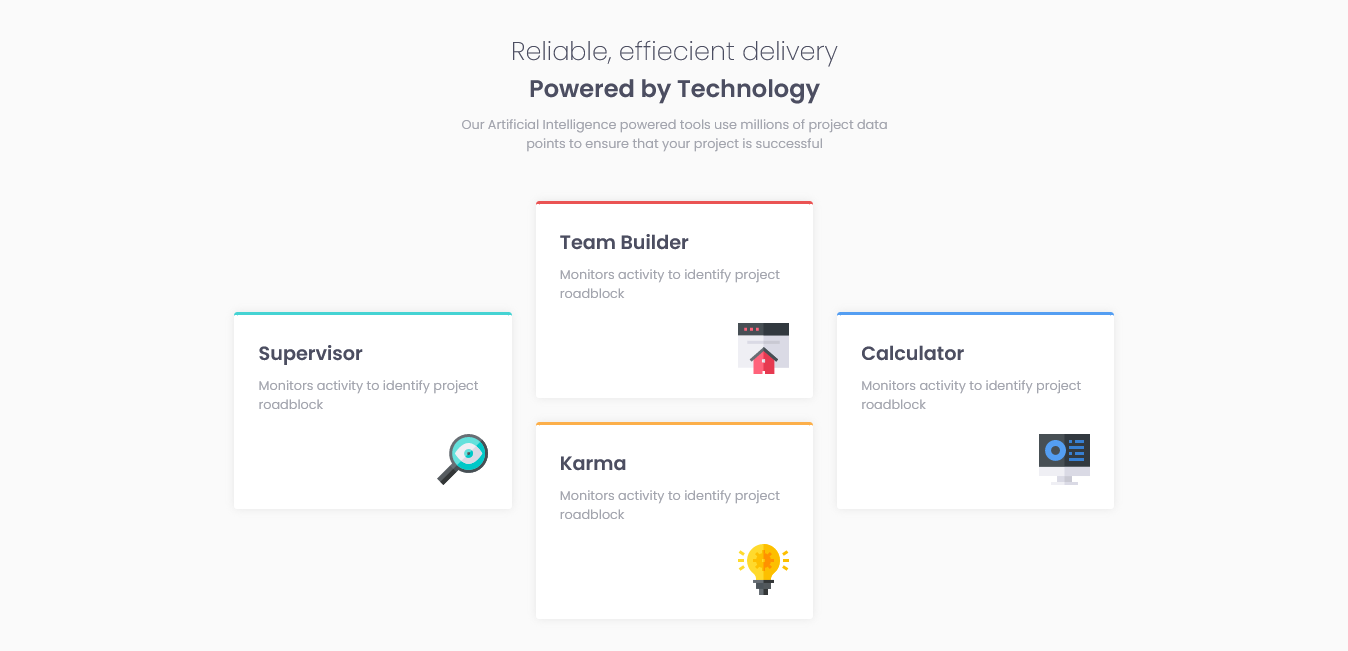 Reliable, effiecient delivery
Powered by Technology
Our Artificial Intelligence powered tools use millions of project data
points to ensure that your project is successful
Team Builder
Monitors activity to identify project
roadblock
Supervisor
Monitors activity to identify project
roadblock
Calculator
Monitors activity to identify project
roadblock
Karma
Monitors activity to identify project
roadblock